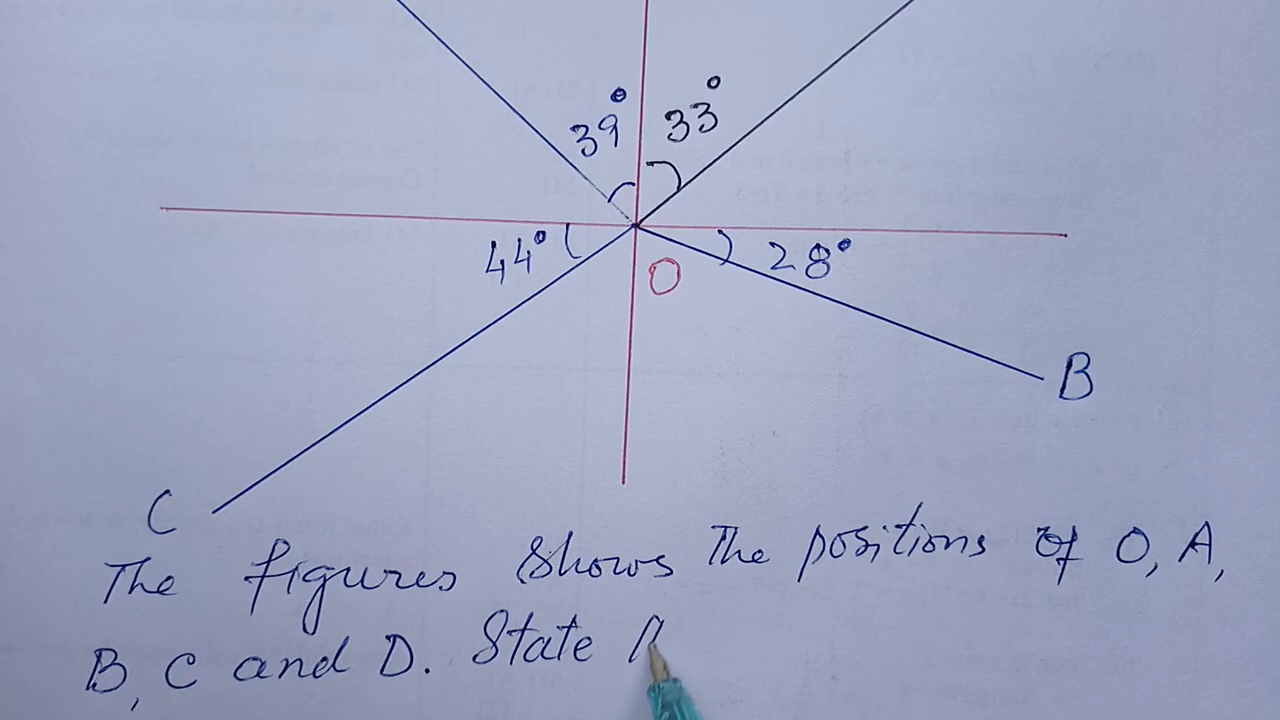 39° 33°
44° 28°
O
B
C
The figures shows the positions of O, A,
B, C and D. State